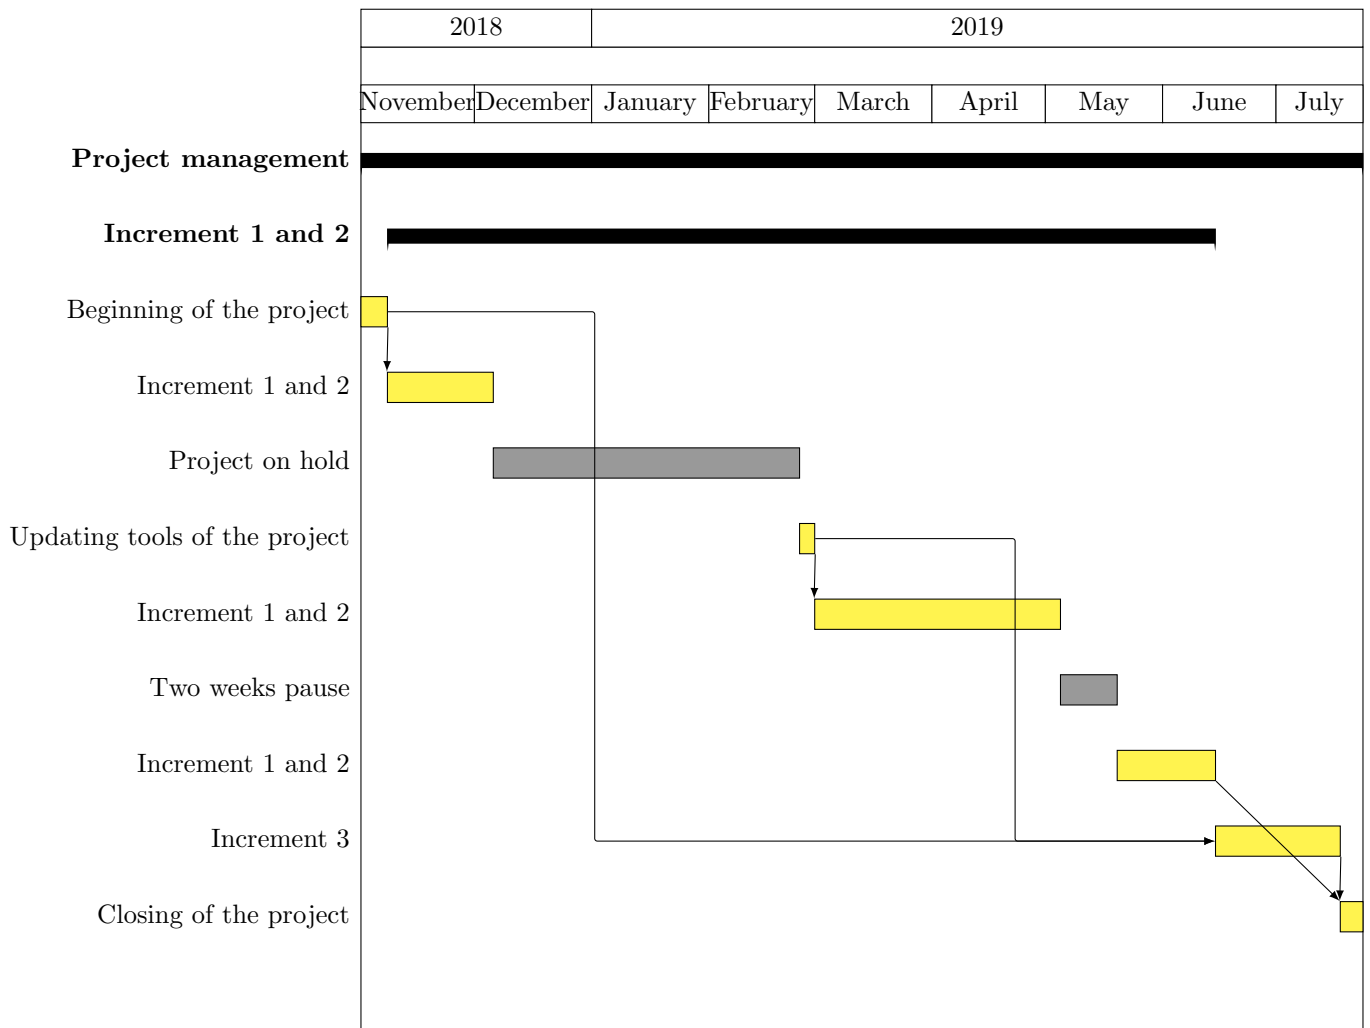 2018 2019
November December January February March April May June July
Project management
Increment 1 and 2
Beginning of the project
Increment 1 and 2
Project on hold
Updating tools of the project
Increment 1 and 2
Two weeks pause
Increment 1 and 2
Increment 3
Closing of the project